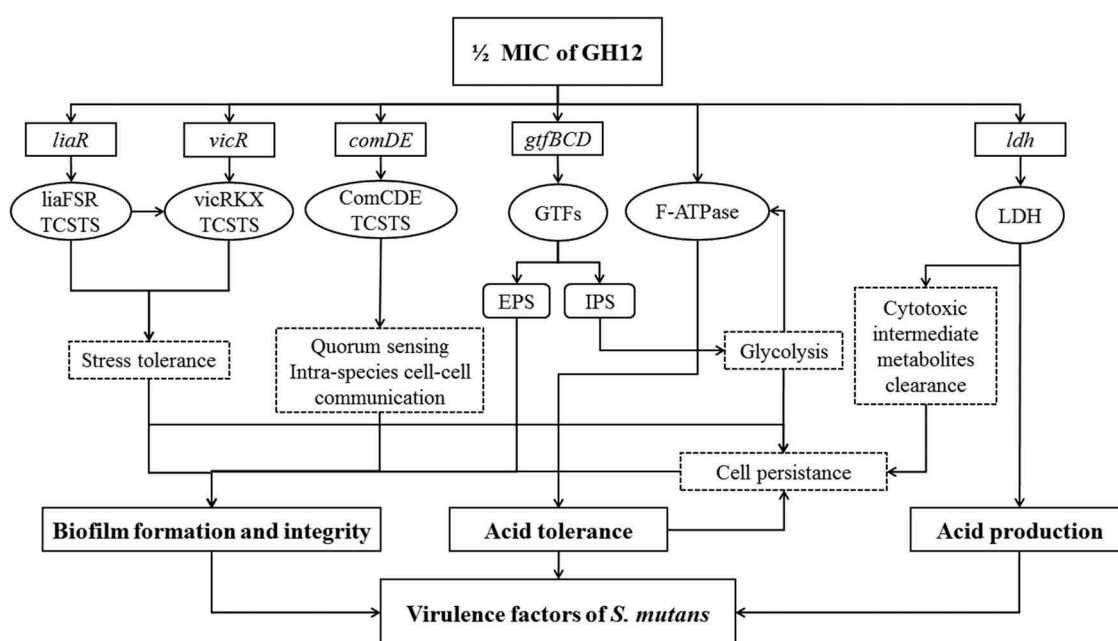 ½ MIC of GH12
liaR
vicR
comDE
gtfBCD
ldh
liaFSR
TCSTS
vicRKX
TCSTS
ComCDE
TCSTS
GTFs
F-ATPase
LDH
EPS
IPS
Cytotoxic
intermediate
metabolites
clearance
Stress tolerance
Quorum sensing
Intra-species cell-cell
communication
Glycolysis
Cell persistance
Biofilm formation and integrity
Acid tolerance
Acid production
Virulence factors of S. mutans